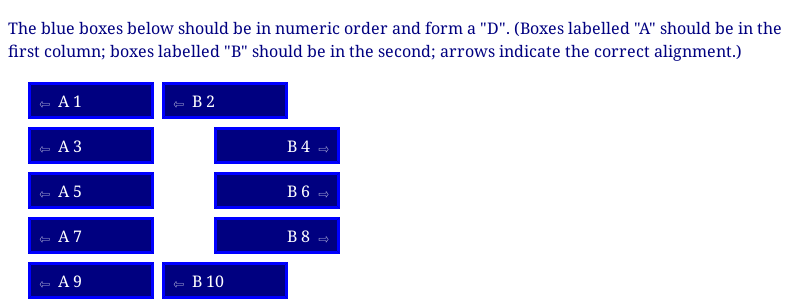 The blue boxes below should be in numeric order and form a "D". (Boxes labelled "A" should be in the
first column; boxes labelled "B" should be in the second; arrows indicate the correct alignment.)
⇦ A 1 ⇦ B 2
⇦ A 3 B 4 ⇨
⇦ A 5 B 6 ⇨
⇦ A 7 B 8 ⇨
⇦ A 9 ⇦ B 10